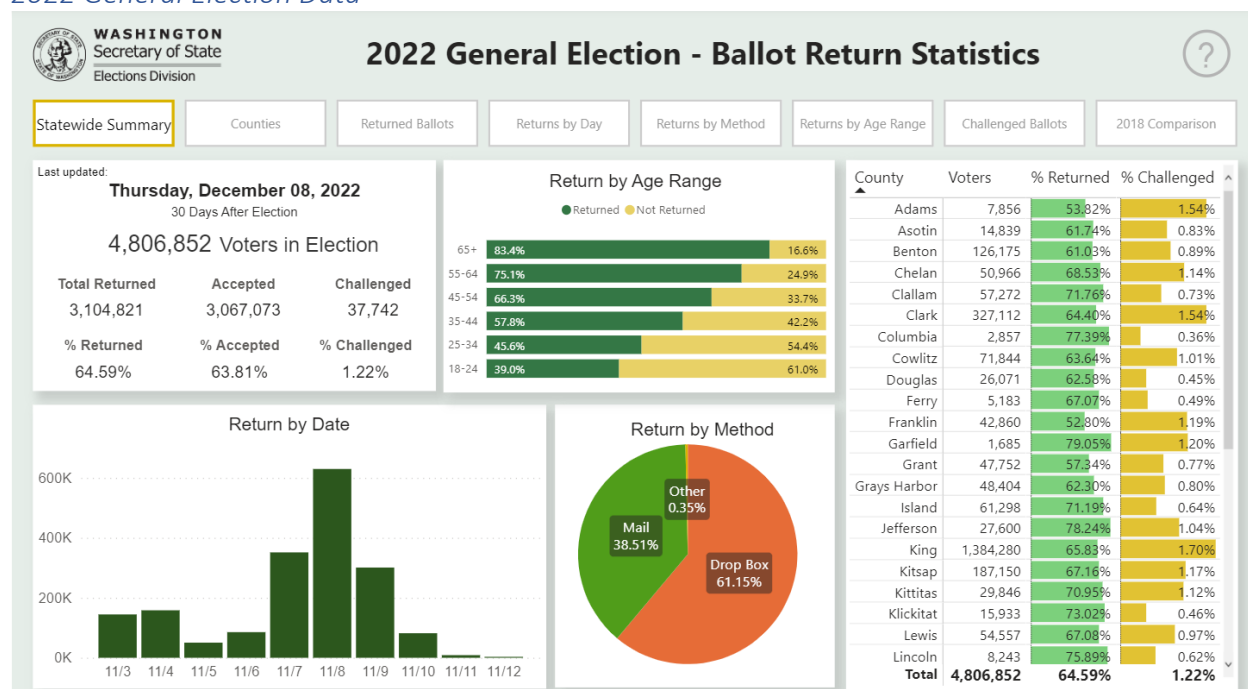 2022 General Election Data
WASHINGTON
Secretary of State
Elections Division
2022 General Election - Ballot Return Statistics
?
Statewide Summary
Counties
Returned Ballots
Returns by Day
Returns by Method
Returns by Age Range
Challenged Ballots
2018 Comparison
Last updated:
Thursday, December 08, 2022
30 Days After Election
4,806,852 Voters in Election
Total Returned Accepted Challenged
3,104,821 3,067,073 37,742
% Returned % Accepted % Challenged
64.59% 63.81% 1.22%
Return by Age Range
Returned Not Returned
65+ 83.4% 16.6%
55-64 75.1% 24.9%
45-54 66.3% 33.7%
35-44 57.8% 42.2%
25-34 45.6% 54.4%
18-24 39.0% 61.0%
Return by Date
600K
400K
200K
0K
11/3 11/4 11/5 11/6 11/7 11/8 11/9 11/10 11/11 11/12
Return by Method
Other
0.35%
Mail
38.51%
Drop Box
61.15%
County Voters % Returned % Challenged
Adams 7,856 53.82% 1.54%
Asotin 14,839 61.74% 0.83%
Benton 126,175 61.03% 0.89%
Chelan 50,966 68.53% 1.14%
Clallam 57,272 71.76% 0.73%
Clark 327,112 64.40% 1.54%
Columbia 2,857 77.39% 0.36%
Cowlitz 71,844 63.64% 1.01%
Douglas 26,071 62.58% 0.45%
Ferry 5,183 67.07% 0.49%
Franklin 42,860 52.80% 1.19%
Garfield 1,685 79.05% 1.20%
Grant 47,752 57.34% 0.77%
Grays Harbor 48,404 62.30% 0.80%
Island 61,298 71.19% 0.64%
Jefferson 27,600 78.24% 1.04%
King 1,384,280 65.83% 1.70%
Kitsap 187,150 67.16% 1.17%
Kittitas 29,846 70.95% 1.12%
Klickitat 15,933 73.02% 0.46%
Lewis 54,557 67.08% 0.97%
Lincoln 8,243 75.89% 0.62%
Total 4,806,852 64.59% 1.22%